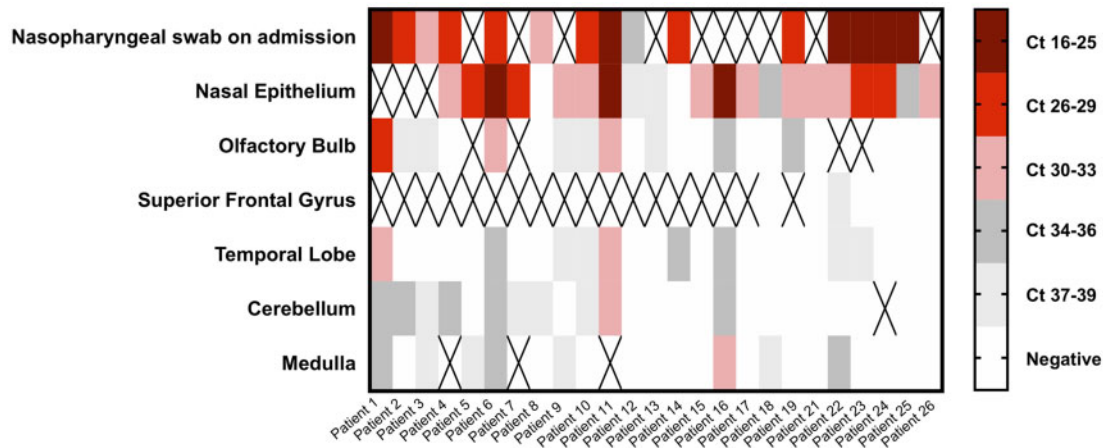 Nasopharyngeal swab on admission
Nasal Epithelium
Olfactory Bulb
Superior Frontal Gyrus
Temporal Lobe
Cerebellum
Medulla
Patient 1
Patient 2
Patient 3
Patient 4
Patient 5
Patient 6
Patient 7
Patient 8
Patient 9
Patient 10
Patient 11
Patient 12
Patient 13
Patient 14
Patient 15
Patient 16
Patient 17
Patient 18
Patient 19
Patient 21
Patient 22
Patient 23
Patient 24
Patient 25
Patient 26
Ct 16-25
Ct 26-29
Ct 30-33
Ct 34-36
Ct 37-39
Negative